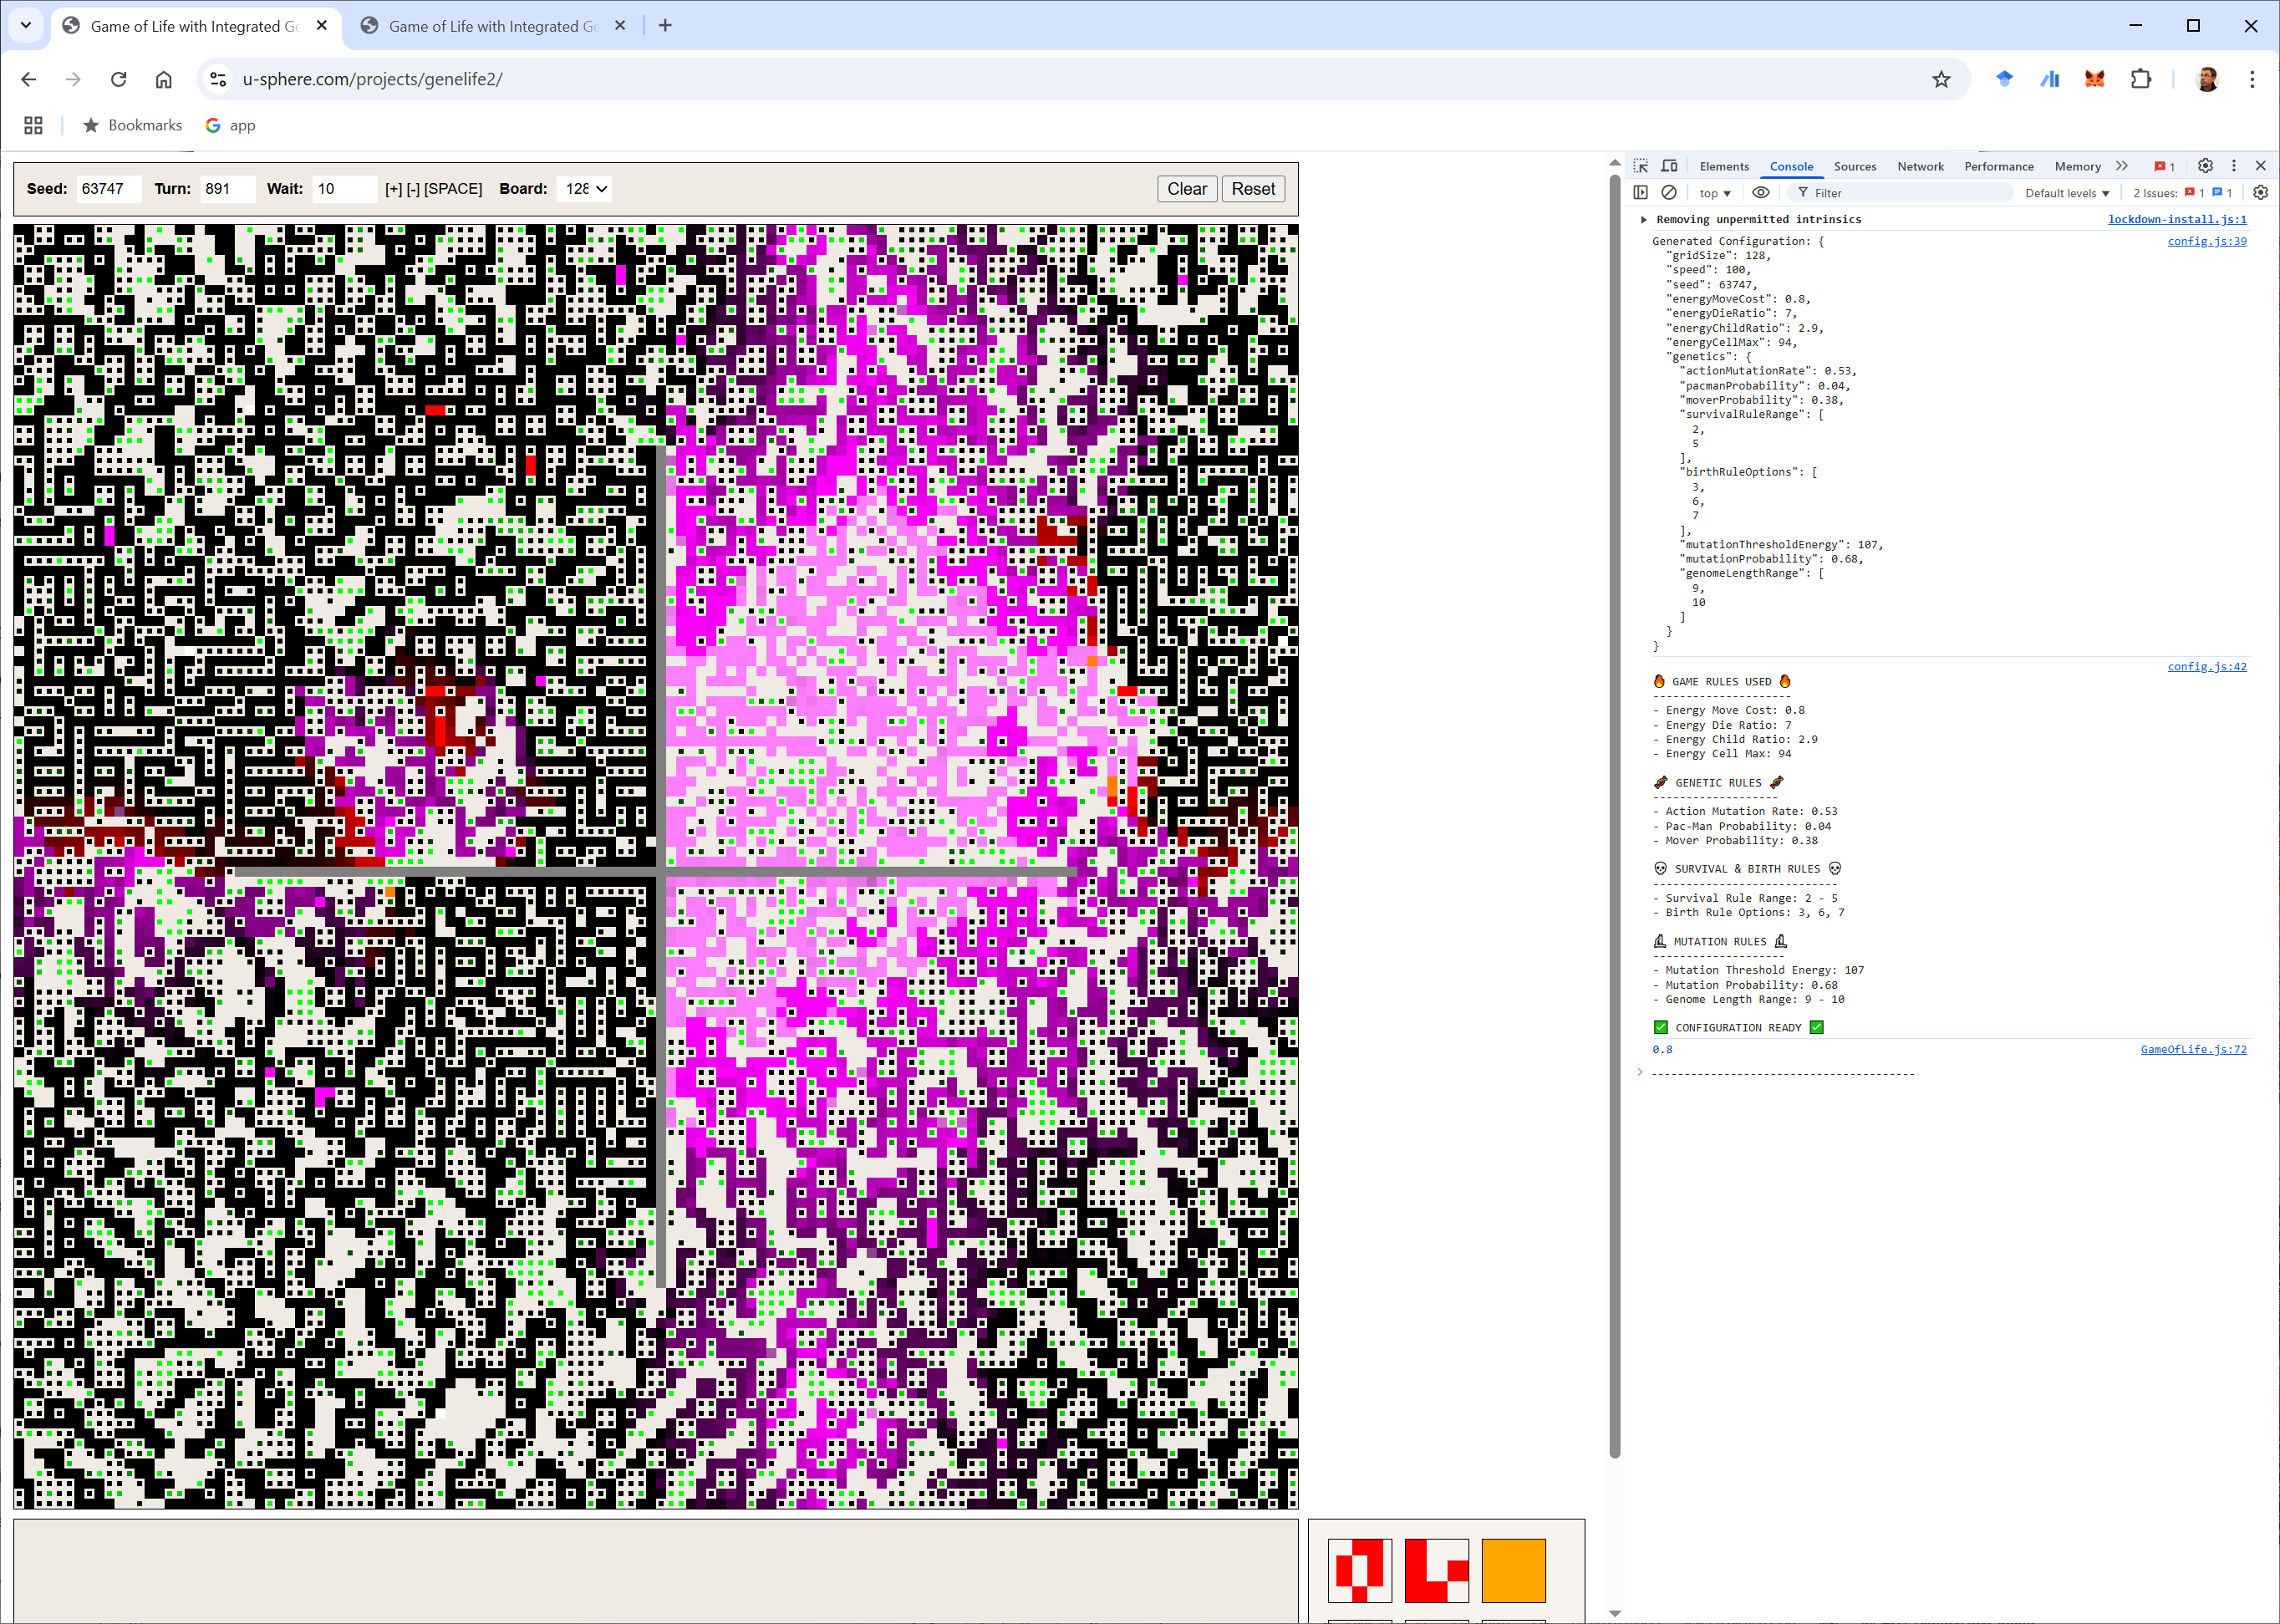 Game of Life with Integrated Ge
Game of Life with Integrated Ge
u-sphere.com/projects/genelife2/
Bookmarks
app
Seed: 63747 Turn: 891 Wait: 10 [+] [-] [SPACE] Board: 128 Clear Reset
Elements Console Sources Network Performance Memory 1
top Filter Default levels 2 Issues: 1 1
Removing unpermitted intrinsics lockdown-install.js:1
Generated Configuration: { config.js:39
"gridSize": 128,
"speed": 100,
"seed": 63747,
"energyMoveCost": 0.8,
"energyDieRatio": 7,
"energyChildRatio": 2.9,
"energyCellMax": 94,
"genetics": {
"actionMutationRate": 0.53,
"pacmanProbability": 0.04,
"moverProbability": 0.38,
"survivalRuleRange": [
2,
5
],
"birthRuleOptions": [
3,
6,
7
],
"mutationThresholdEnergy": 107,
"mutationProbability": 0.68,
"genomeLengthRange": [
9,
10
]
}
}
config.js:42
🔥 GAME RULES USED 🔥
---------------------
- Energy Move Cost: 0.8
- Energy Die Ratio: 7
- Energy Child Ratio: 2.9
- Energy Cell Max: 94
🧬 GENETIC RULES 🧬
-------------------
- Action Mutation Rate: 0.53
- Pac-Man Probability: 0.04
- Mover Probability: 0.38
💀 SURVIVAL & BIRTH RULES 💀
----------------------------
- Survival Rule Range: 2 - 5
- Birth Rule Options: 3, 6, 7
MUTATION RULES
--------------------
- Mutation Threshold Energy: 107
- Mutation Probability: 0.68
- Genome Length Range: 9 - 10
✅ CONFIGURATION READY ✅
0.8 GameOfLife.js:72
----------------------------------------